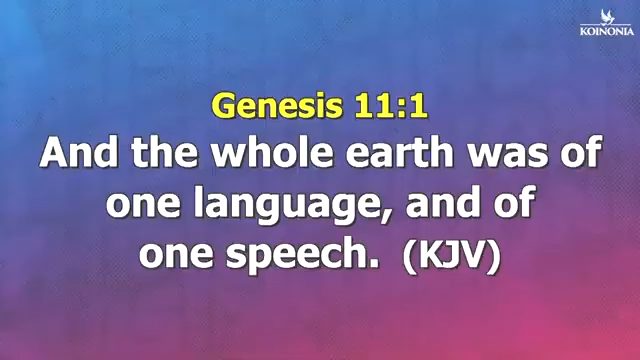 KOINONIA
Genesis 11:1
And the whole earth was of
one language, and of
one speech. (KJV)